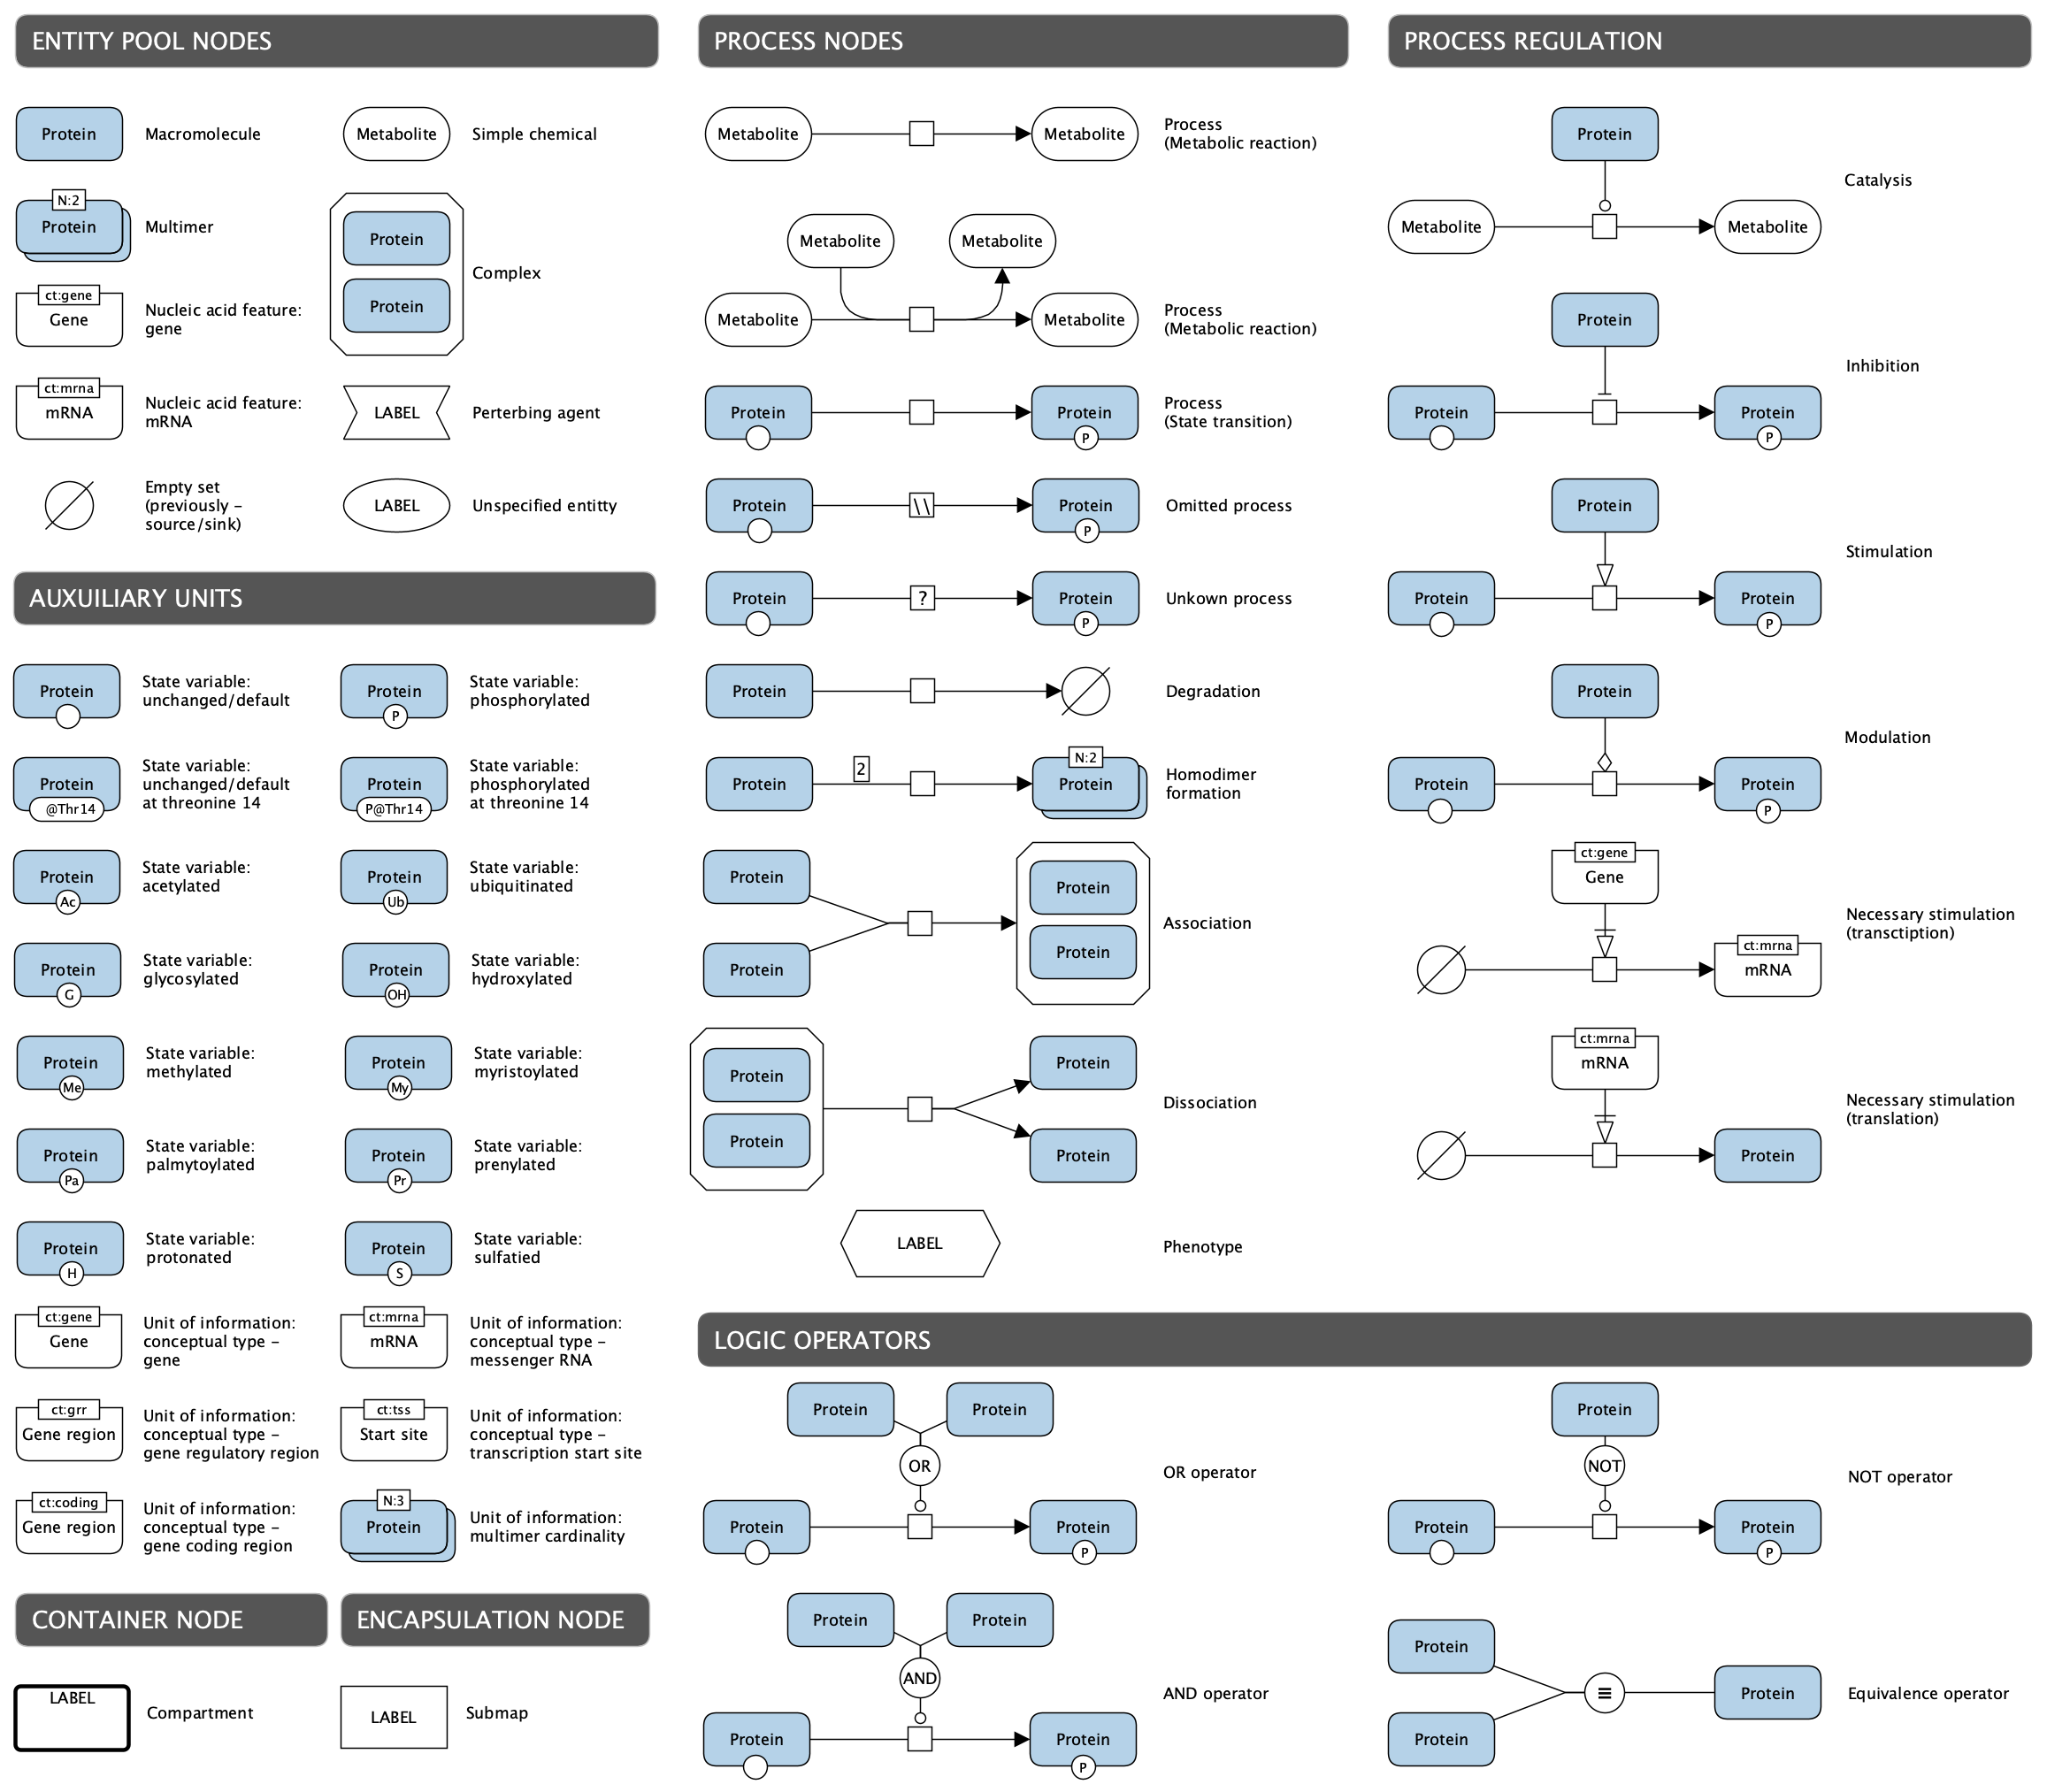 ENTITY POOL NODES
Protein
Macromolecule
Metabolite
Simple chemical
N:2
Protein
Multimer
Protein
Protein
Complex
ct:gene
Gene
Nucleic acid feature:
gene
ct:mrna
mRNA
Nucleic acid feature:
mRNA
LABEL
Perterbing agent
Empty set
(previously –
source/sink)
LABEL
Unspecified entitty
AUXUILIARY UNITS
Protein
State variable:
unchanged/default
Protein
P
State variable:
phosphorylated
Protein
@Thr14
State variable:
unchanged/default
at threonine 14
Protein
P@Thr14
State variable:
phosphorylated
at threonine 14
Protein
Ac
State variable:
acetylated
Protein
Ub
State variable:
ubiquitinated
Protein
G
State variable:
glycosylated
Protein
OH
State variable:
hydroxylated
Protein
Me
State variable:
methylated
Protein
My
State variable:
myristoylated
Protein
Pa
State variable:
palmytoylated
Protein
Pr
State variable:
prenylated
Protein
H
State variable:
protonated
Protein
S
State variable:
sulfatied
ct:gene
Gene
Unit of information:
conceptual type –
gene
ct:mrna
mRNA
Unit of information:
conceptual type –
messenger RNA
ct:grr
Gene region
Unit of information:
conceptual type –
gene regulatory region
ct:tss
Start site
Unit of information:
conceptual type –
transcription start site
ct:coding
Gene region
Unit of information:
conceptual type –
gene coding region
N:3
Protein
Unit of information:
multimer cardinality
CONTAINER NODE
LABEL
Compartment
ENCAPSULATION NODE
LABEL
Submap
PROCESS NODES
Metabolite
Metabolite
Process
(Metabolic reaction)
Metabolite
Metabolite
Metabolite
Metabolite
Process
(Metabolic reaction)
Protein
Protein
P
Process
(State transition)
Protein
\\
Protein
P
Omitted process
Protein
?
Protein
P
Unkown process
Protein
Degradation
Protein
2
N:2
Protein
Homodimer
formation
Protein
Protein
Protein
Protein
Association
Protein
Protein
Protein
Protein
Dissociation
LABEL
Phenotype
PROCESS REGULATION
Protein
Metabolite
Metabolite
Catalysis
Protein
Protein
Protein
P
Inhibition
Protein
Protein
Protein
P
Stimulation
Protein
Protein
Protein
P
Modulation
ct:gene
Gene
ct:mrna
mRNA
Necessary stimulation
(transctiption)
ct:mrna
mRNA
Protein
Necessary stimulation
(translation)
LOGIC OPERATORS
Protein
Protein
OR
Protein
Protein
P
OR operator
Protein
NOT
Protein
Protein
P
NOT operator
Protein
Protein
AND
Protein
Protein
P
AND operator
Protein
Protein
≡
Protein
Equivalence operator